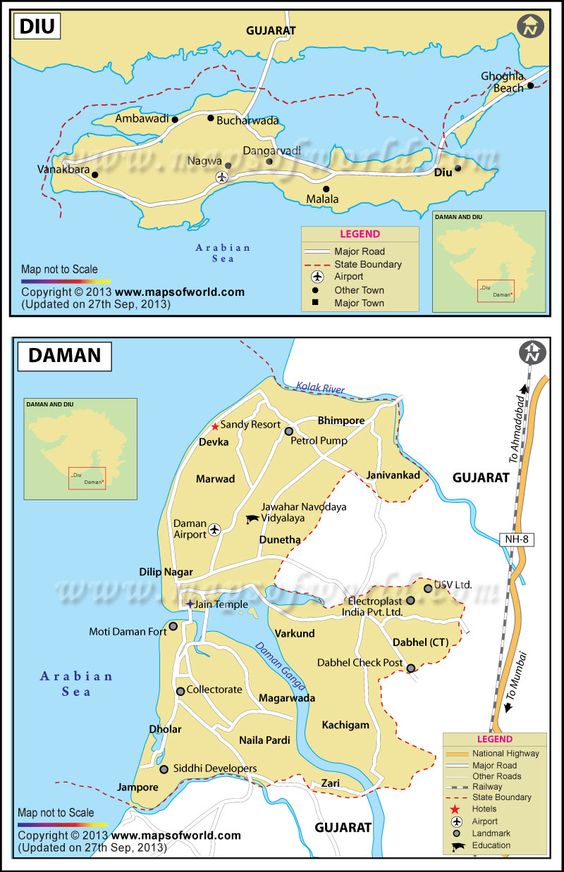 DIU
GUJARAT
N
Ghoghla
Beach
Ambawadi
Bucharwada
Dangarvadi
www.mapsofworld.com
Nagwa
Vanakbara
Diu
Malala
Arabian
Sea
LEGEND
Major Road
State Boundary
Airport
Other Town
Major Town
DAMAN AND DIU
Diu
Daman
Map not to Scale
Copyright © 2013 www.mapsofworld.com
(Updated on 27th Sep, 2013)
DAMAN
N
Kolak River
DAMAN AND DIU
Diu
Daman
To Ahmadabad
Sandy Resort
Bhimpore
Devka
Petrol Pump
Marwad
Janivankad
GUJARAT
Jawahar Navodaya
Vidyalaya
Daman
Airport
Dunetha
NH-8
Dilip Nagar
www.mapsofworld.com
USV Ltd.
Jain Temple
Electroplast
India Pvt. Ltd.
Moti Daman Fort
Varkund
Dabhel (CT)
Daman Ganga
Dabhel Check Post
Arabian
Sea
Collectorate
Magarwada
To Mumbai
Dholar
Kachigam
Naila Pardi
Siddhi Developers
Jampore
Zari
GUJARAT
LEGEND
National Highway
Major Road
Other Roads
Railway
State Boundary
Hotels
Airport
Landmark
Education
Map not to Scale
Copyright © 2013 www.mapsofworld.com
(Updated on 27th Sep, 2013)